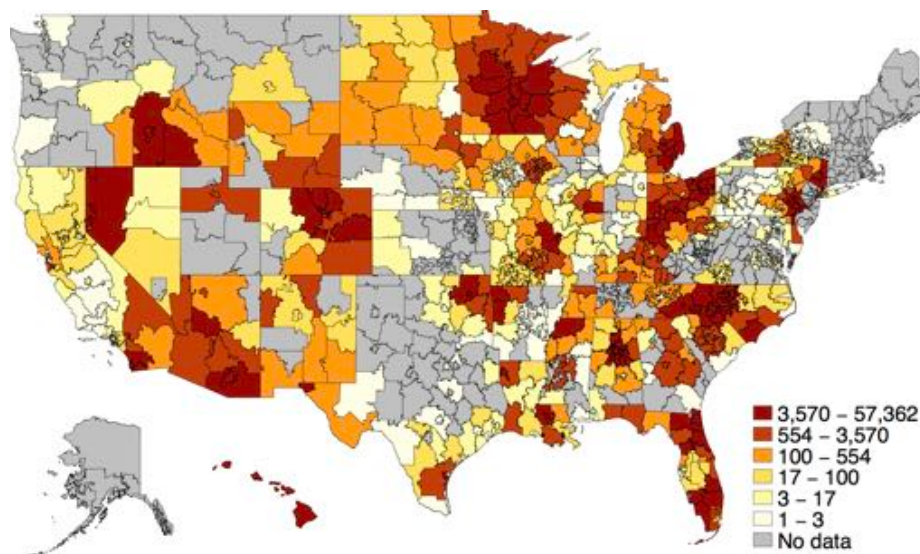 3,570 – 57,362
554 – 3,570
100 – 554
17 – 100
3 – 17
1 – 3
No data